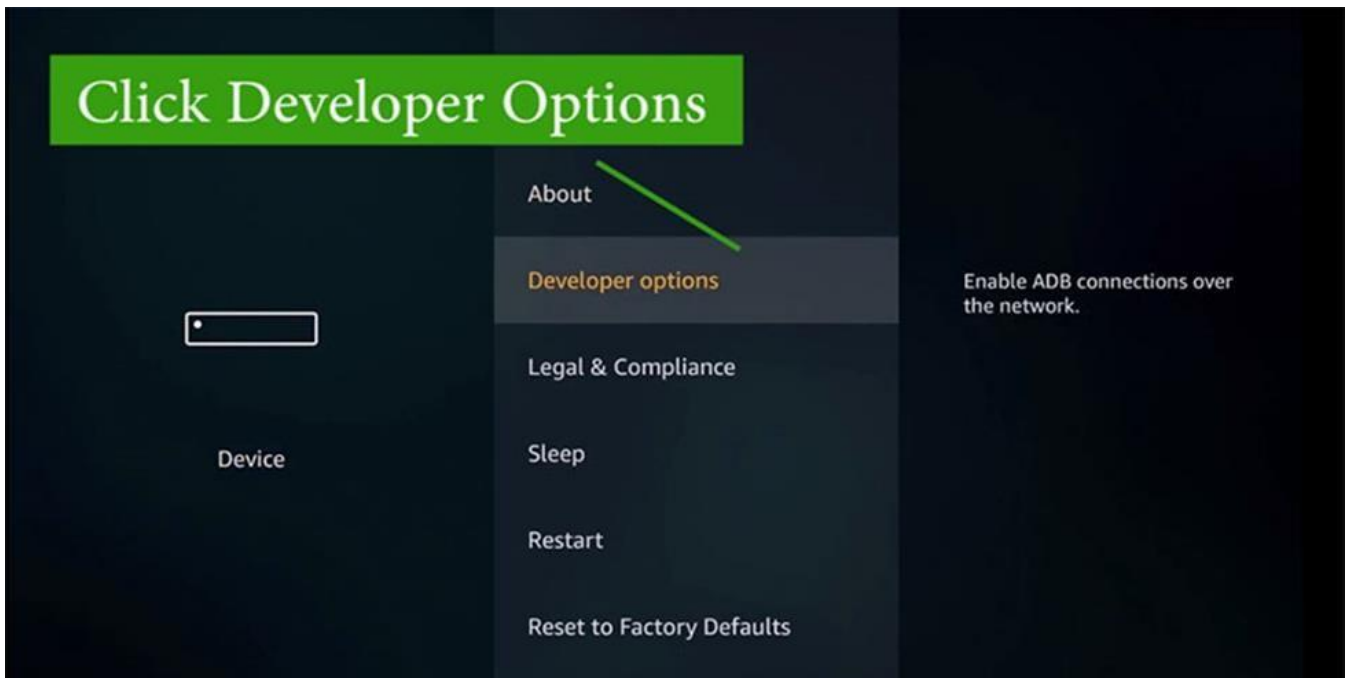 Click Developer Options
About
Developer options
Enable ADB connections over
the network.
Legal & Compliance
Device
Sleep
Restart
Reset to Factory Defaults